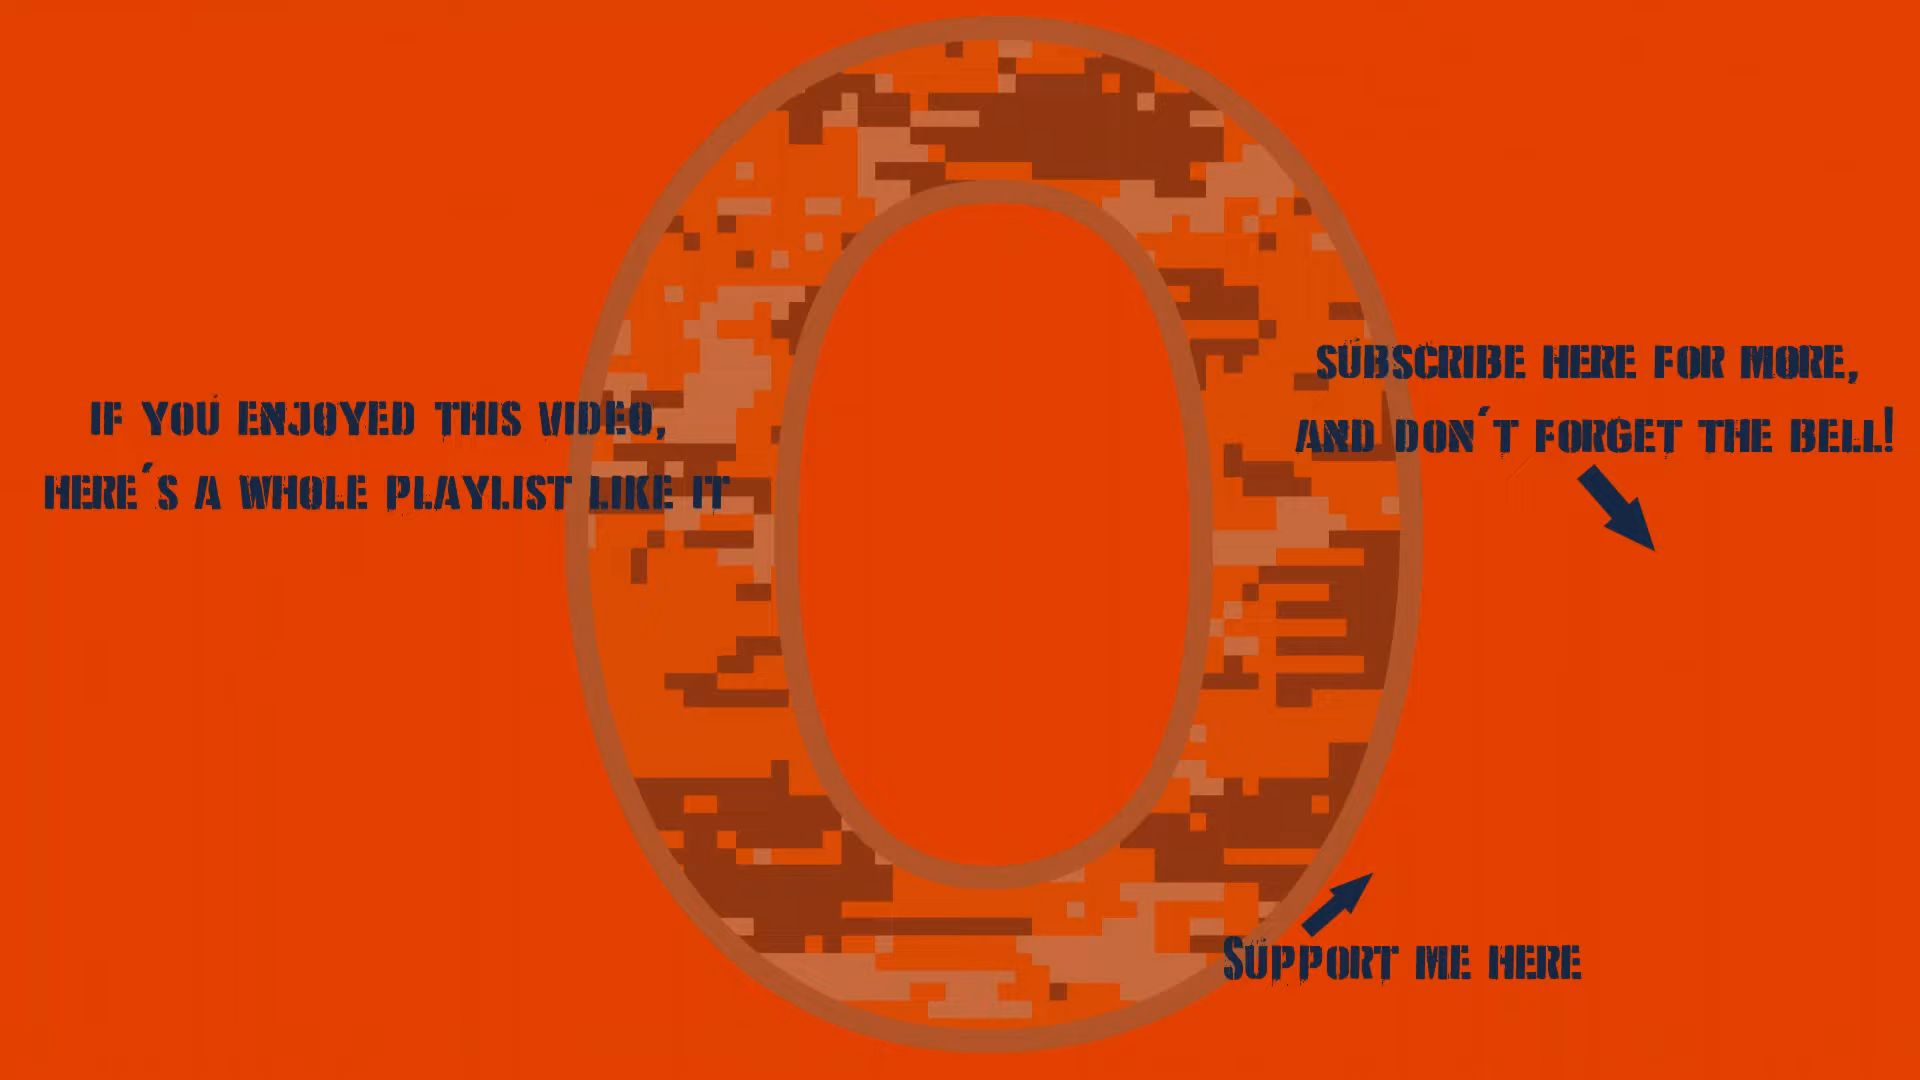 IF YOU ENJOYED THIS VIDEO,
HERE'S A WHOLE PLAYLIST LIKE IT
SUBSCRIBE HERE FOR MORE,
AND DON'T FORGET THE BELL!
SUPPORT ME HERE
O